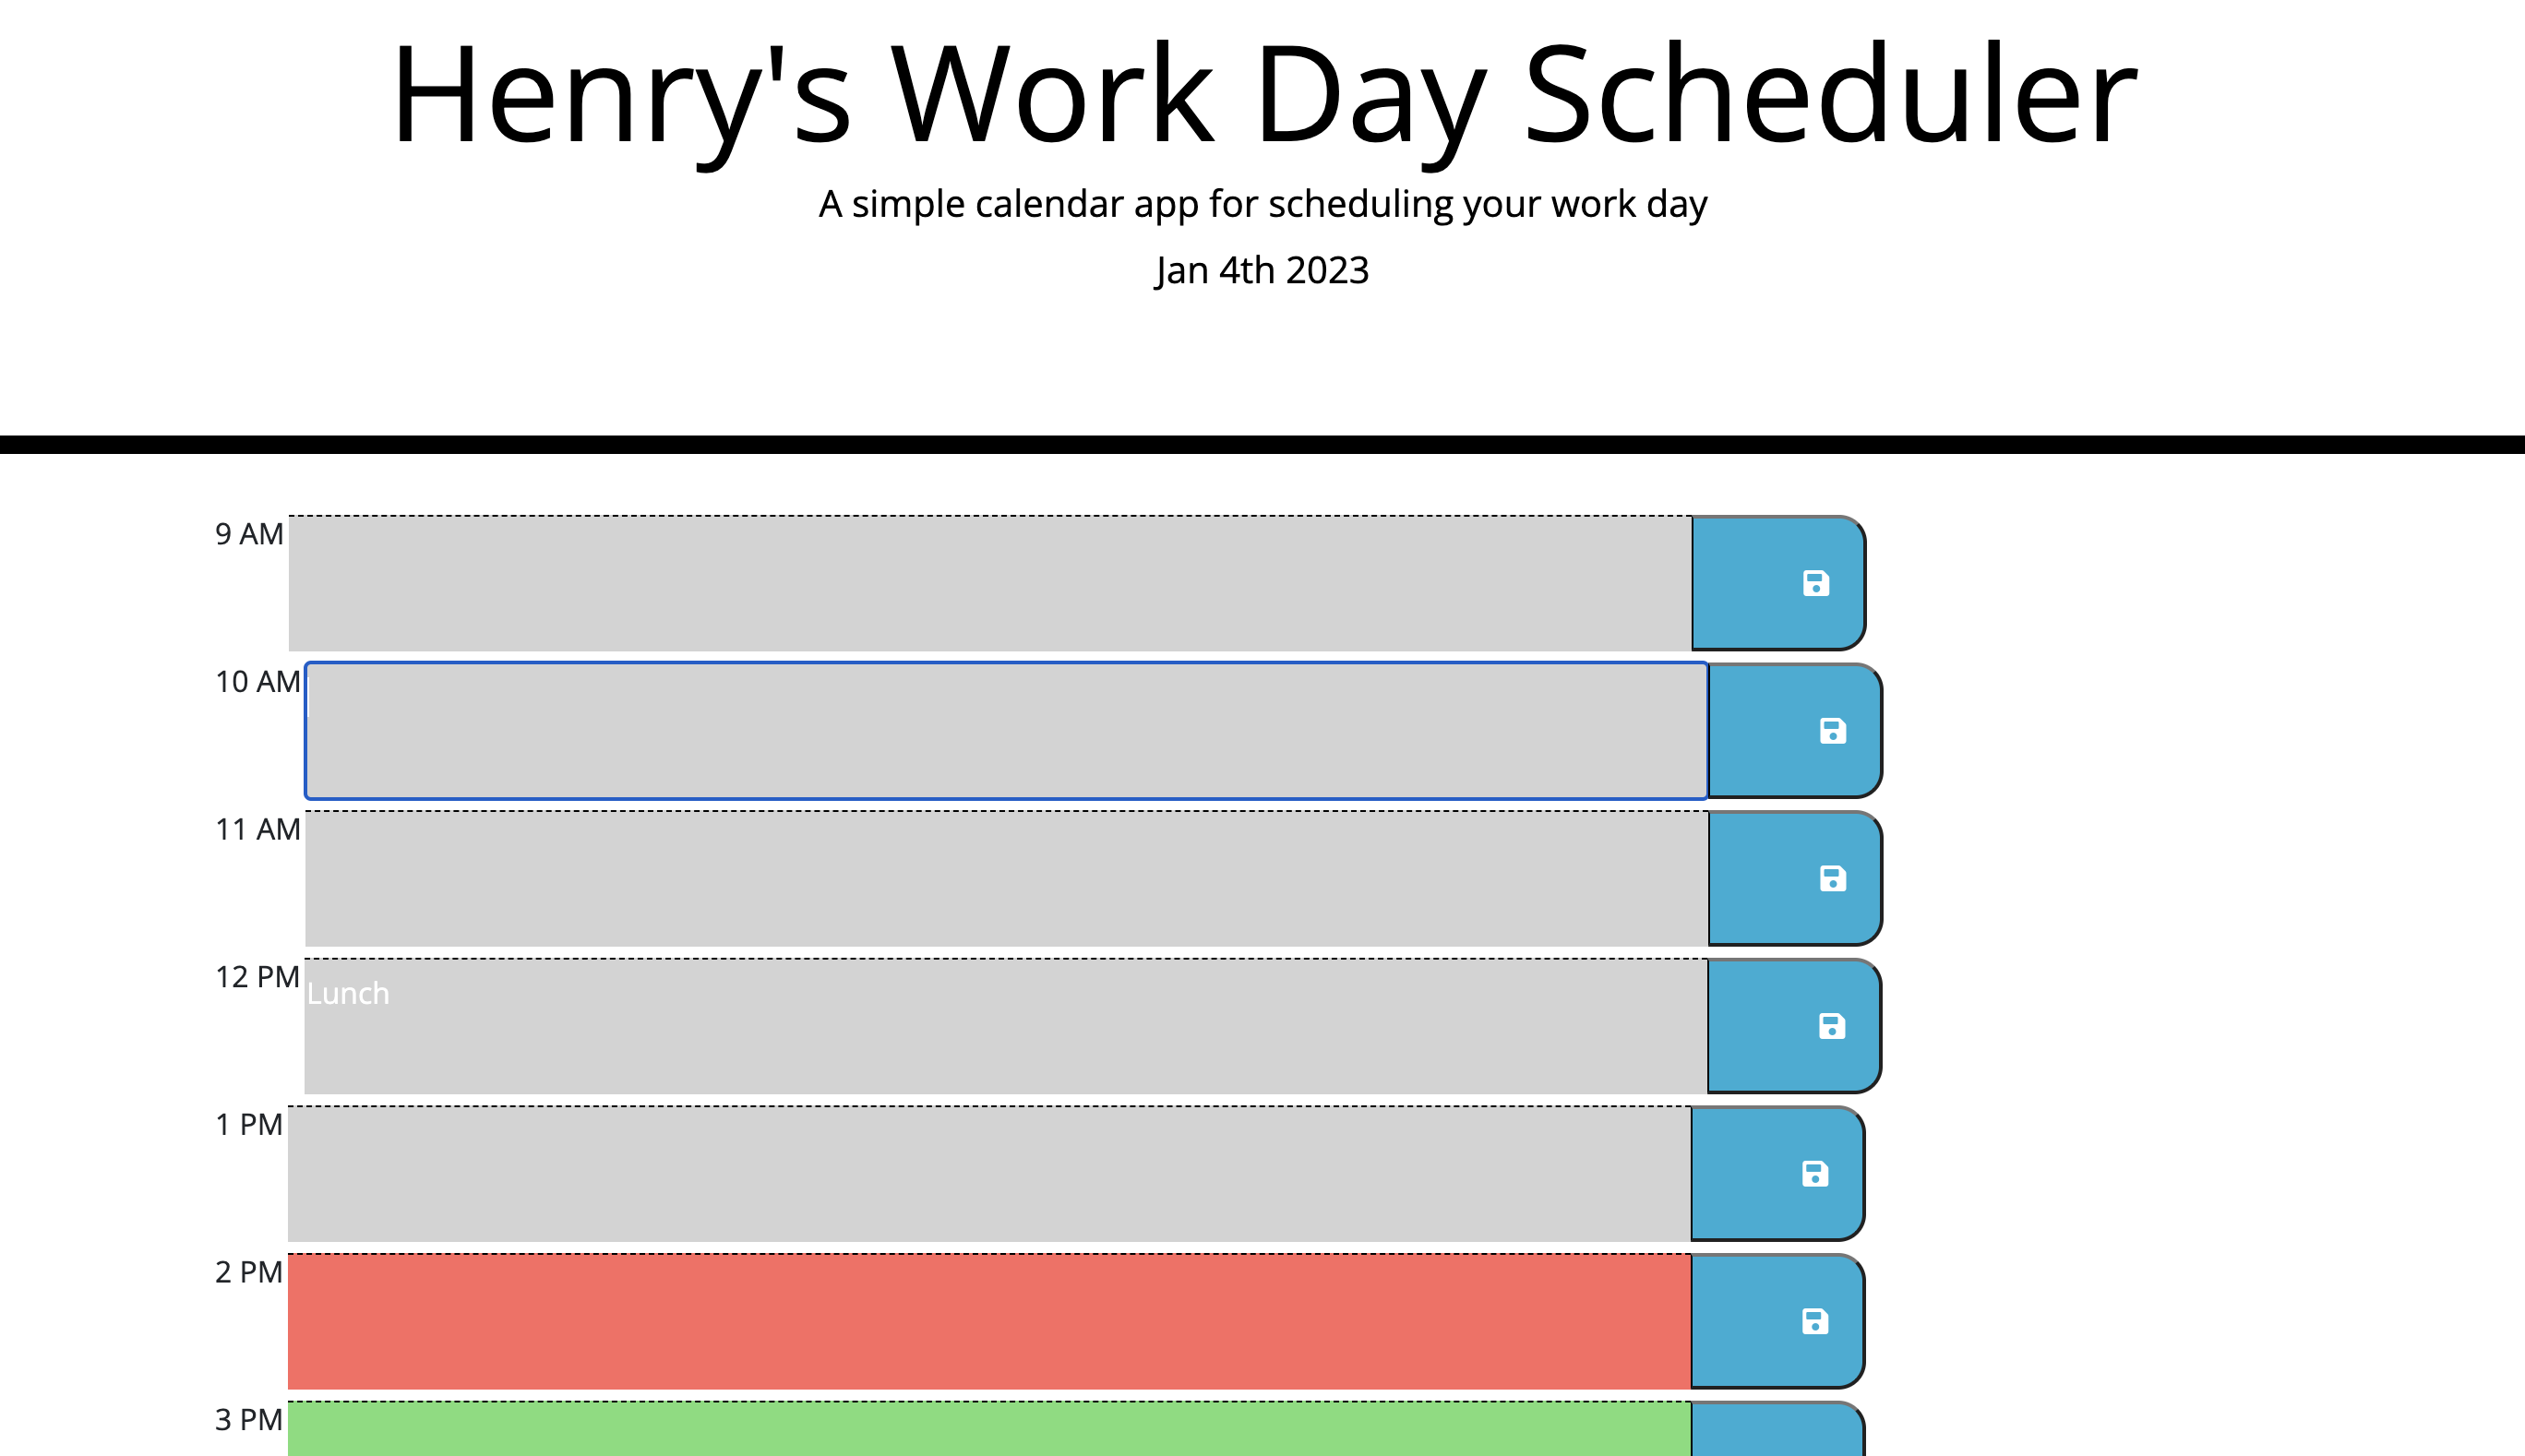 Henry's Work Day Scheduler
A simple calendar app for scheduling your work day
Jan 4th 2023
9 AM
10 AM
11 AM
12 PM
Lunch
1 PM
2 PM
3 PM